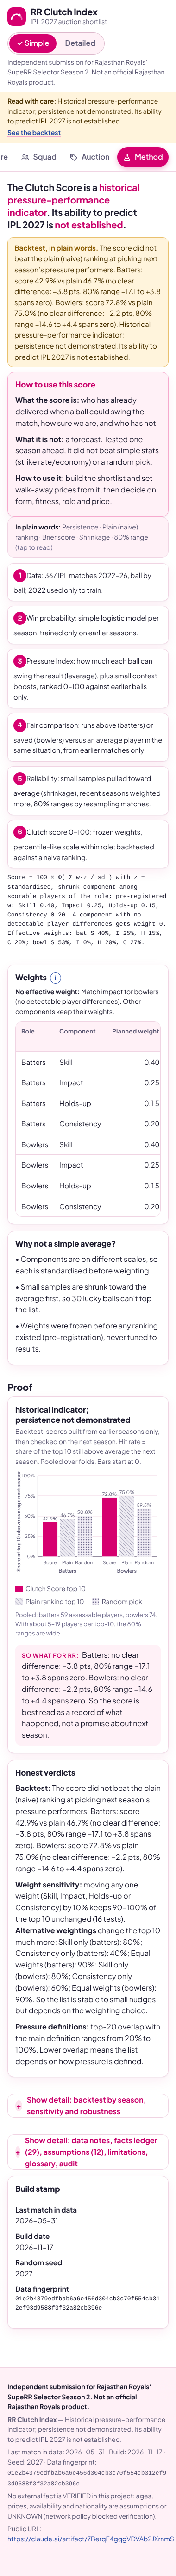 RR Clutch Index
IPL 2027 auction shortlist
✓ Simple Detailed
Independent submission for Rajasthan Royals'
SupeRR Selector Season 2. Not an official Rajasthan
Royals product.
Read with care: Historical pressure-performance
indicator; persistence not demonstrated. Its ability
to predict IPL 2027 is not established.
See the backtest
re Squad Auction Method
The Clutch Score is a historical
pressure-performance
indicator. Its ability to predict
IPL 2027 is not established.
Backtest, in plain words. The score did not
beat the plain (naive) ranking at picking next
season's pressure performers. Batters:
score 42.9% vs plain 46.7% (no clear
difference: −3.8 pts, 80% range −17.1 to +3.8
spans zero). Bowlers: score 72.8% vs plain
75.0% (no clear difference: −2.2 pts, 80%
range −14.6 to +4.4 spans zero). Historical
pressure-performance indicator;
persistence not demonstrated. Its ability to
predict IPL 2027 is not established.
How to use this score
What the score is: who has already
delivered when a ball could swing the
match, how sure we are, and who has not.
What it is not: a forecast. Tested one
season ahead, it did not beat simple stats
(strike rate/economy) or a random pick.
How to use it: build the shortlist and set
walk-away prices from it, then decide on
form, fitness, role and price.
In plain words: Persistence · Plain (naive)
ranking · Brier score · Shrinkage · 80% range
(tap to read)
1 Data: 367 IPL matches 2022–26, ball by
ball; 2022 used only to train.
2 Win probability: simple logistic model per
season, trained only on earlier seasons.
3 Pressure Index: how much each ball can
swing the result (leverage), plus small context
boosts, ranked 0–100 against earlier balls
only.
4 Fair comparison: runs above (batters) or
saved (bowlers) versus an average player in the
same situation, from earlier matches only.
5 Reliability: small samples pulled toward
average (shrinkage), recent seasons weighted
more, 80% ranges by resampling matches.
6 Clutch score 0–100: frozen weights,
percentile-like scale within role; backtested
against a naive ranking.
Score = 100 × Φ( Σ w·z / sd ) with z =
standardised, shrunk component among
scorable players of the role; pre-registered
w: Skill 0.40, Impact 0.25, Holds-up 0.15,
Consistency 0.20. A component with no
detectable player differences gets weight 0.
Effective weights: bat S 40%, I 25%, H 15%,
C 20%; bowl S 53%, I 0%, H 20%, C 27%.
Weights i
No effective weight: Match impact for bowlers
(no detectable player differences). Other
components keep their weights.
Role Component Planned weight
Batters Skill 0.40
Batters Impact 0.25
Batters Holds-up 0.15
Batters Consistency 0.20
Bowlers Skill 0.40
Bowlers Impact 0.25
Bowlers Holds-up 0.15
Bowlers Consistency 0.20
Why not a simple average?
• Components are on different scales, so
each is standardised before weighting.
• Small samples are shrunk toward the
average first, so 30 lucky balls can't top
the list.
• Weights were frozen before any ranking
existed (pre-registration), never tuned to
results.
Proof
historical indicator;
persistence not demonstrated
Backtest: scores built from earlier seasons only,
then checked on the next season. Hit rate =
share of the top 10 still above average the next
season. Pooled over folds. Bars start at 0.
Share of top 10 above average next season
100%
75%
50%
25%
0%
42.9% 46.7% 50.8% 72.8% 75.0% 59.5%
Score Plain Random Score Plain Random
Batters Bowlers
Clutch Score top 10
Plain ranking top 10 Random pick
Pooled: batters 59 assessable players, bowlers 74.
With about 5–19 players per top-10, the 80%
ranges are wide.
SO WHAT FOR RR: Batters: no clear
difference: −3.8 pts, 80% range −17.1
to +3.8 spans zero. Bowlers: no clear
difference: −2.2 pts, 80% range −14.6
to +4.4 spans zero. So the score is
best read as a record of what
happened, not a promise about next
season.
Honest verdicts
Backtest: The score did not beat the plain
(naive) ranking at picking next season's
pressure performers. Batters: score
42.9% vs plain 46.7% (no clear difference:
−3.8 pts, 80% range −17.1 to +3.8 spans
zero). Bowlers: score 72.8% vs plain
75.0% (no clear difference: −2.2 pts, 80%
range −14.6 to +4.4 spans zero).
Weight sensitivity: moving any one
weight (Skill, Impact, Holds-up or
Consistency) by 10% keeps 90–100% of
the top 10 unchanged (16 tests).
Alternative weightings change the top 10
much more: Skill only (batters): 80%;
Consistency only (batters): 40%; Equal
weights (batters): 90%; Skill only
(bowlers): 80%; Consistency only
(bowlers): 60%; Equal weights (bowlers):
90%. So the list is stable to small nudges
but depends on the weighting choice.
Pressure definitions: top-20 overlap with
the main definition ranges from 20% to
100%. Lower overlap means the list
depends on how pressure is defined.
+ Show detail: backtest by season,
sensitivity and robustness
+ Show detail: data notes, facts ledger
(29), assumptions (12), limitations,
glossary, audit
Build stamp
Last match in data
2026-05-31
Build date
2026-11-17
Random seed
2027
Data fingerprint
Independent submission for Rajasthan Royals'
SupeRR Selector Season 2. Not an official
Rajasthan Royals product.
RR Clutch Index — Historical pressure-performance
indicator; persistence not demonstrated. Its ability to
predict IPL 2027 is not established.
Last match in data: 2026-05-31 · Build: 2026-11-17 ·
Seed: 2027 · Data fingerprint:
No external fact is VERIFIED in this project: ages,
prices, availability and any auction options are
UNKNOWN (network policy blocked verification).
Public URL: